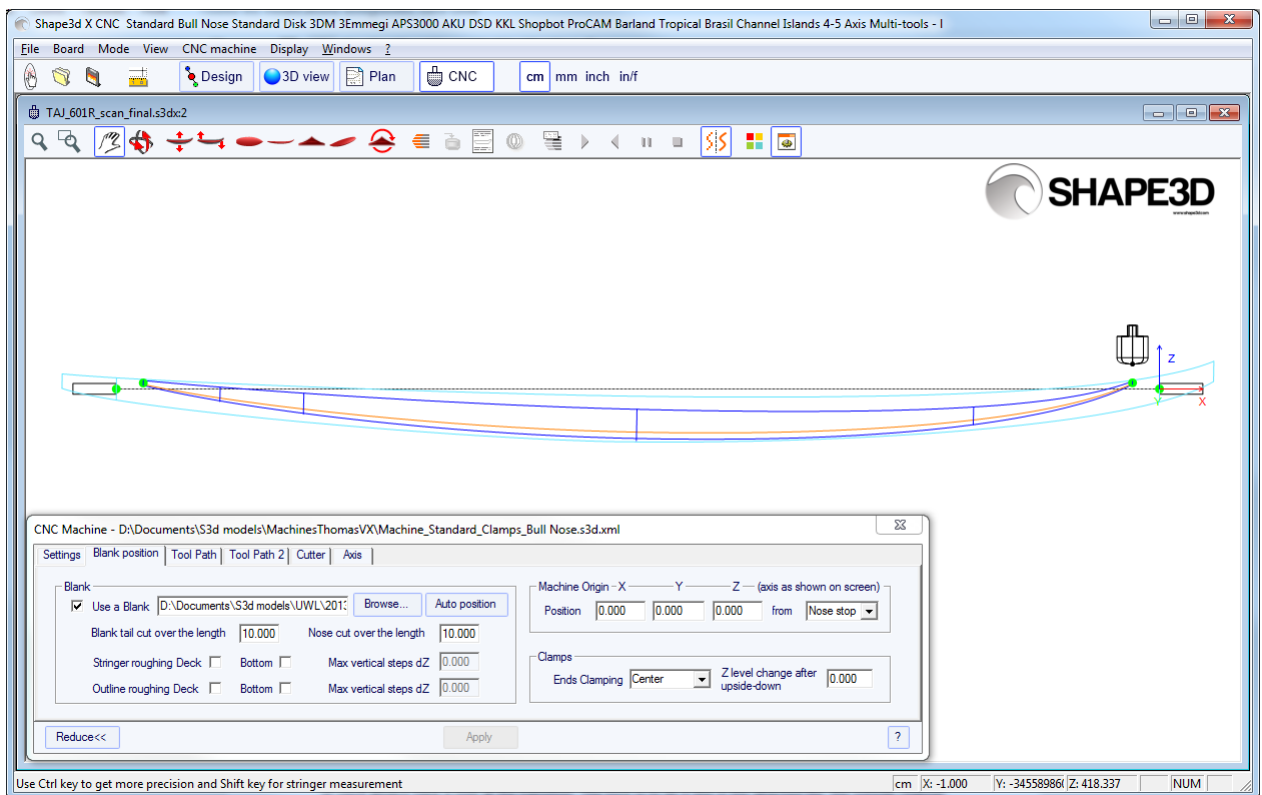 Shape3d X CNC Standard Bull Nose Standard Disk 3DM 3Emmegi APS3000 AKU DSD KKL Shopbot ProCAM Barland Tropical Brasil Channel Islands 4-5 Axis Multi-tools - I
File Board Mode View CNC machine Display Windows ?
Design 3D view Plan CNC cm mm inch in/f
TAJ_601R_scan_final.s3dx:2
SHAPE3D
www.shape3d.com
Z
Y X
CNC Machine - D:\Documents\S3d models\MachinesThomasVX\Machine_Standard_Clamps_Bull Nose.s3d.xml
Settings Blank position Tool Path Tool Path 2 Cutter Axis
Blank
Use a Blank D:\Documents\S3d models\UWL\201 Browse... Auto position
Blank tail cut over the length 10.000 Nose cut over the length 10.000
Stringer roughing Deck Bottom Max vertical steps dZ 0.000
Outline roughing Deck Bottom Max vertical steps dZ 0.000
Machine Origin - X Y Z (axis as shown on screen)
Position 0.000 0.000 0.000 from Nose stop
Clamps
Ends Clamping Center Z level change after upside-down 0.000
Reduce<< Apply ?
Use Ctrl key to get more precision and Shift key for stringer measurement cm X: -1.000 Y: -34558986 Z: 418.337 NUM